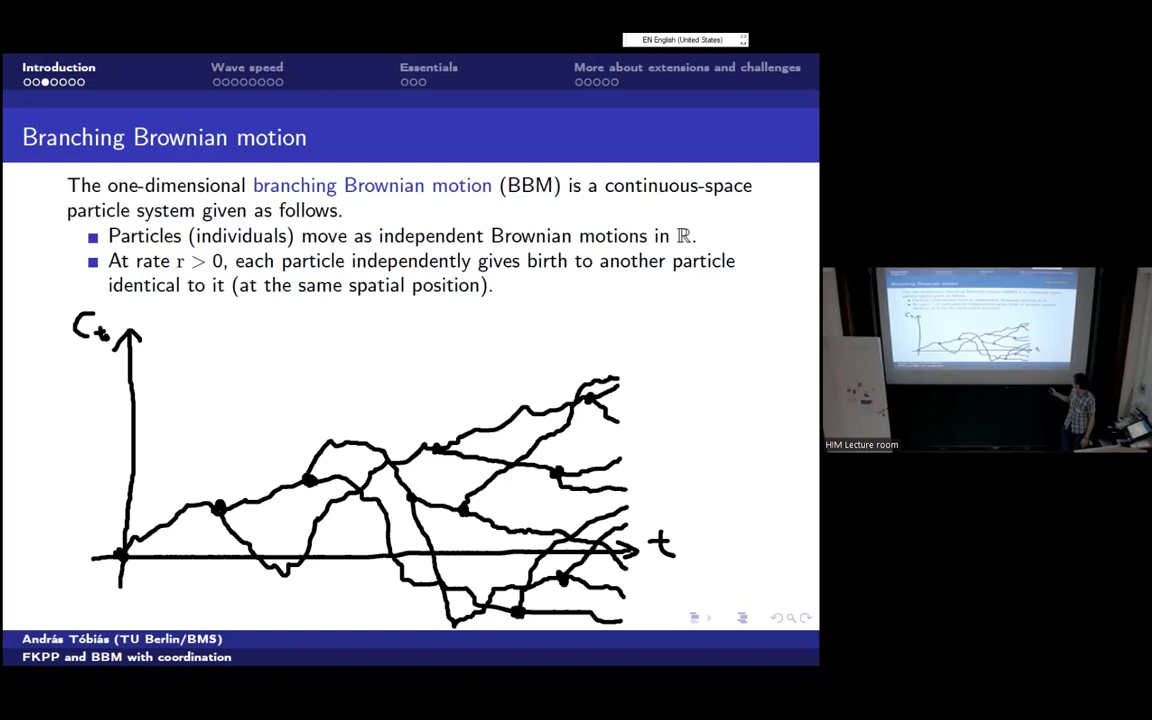 EN English (United States)
Introduction Wave speed Essentials More about extensions and challenges
Branching Brownian motion
The one-dimensional branching Brownian motion (BBM) is a continuous-space
particle system given as follows.
Particles (individuals) move as independent Brownian motions in ℝ.
At rate r > 0, each particle independently gives birth to another particle
identical to it (at the same spatial position).
C_t
t
HIM Lecture room
András Tóbiás (TU Berlin/BMS)
FKPP and BBM with coordination